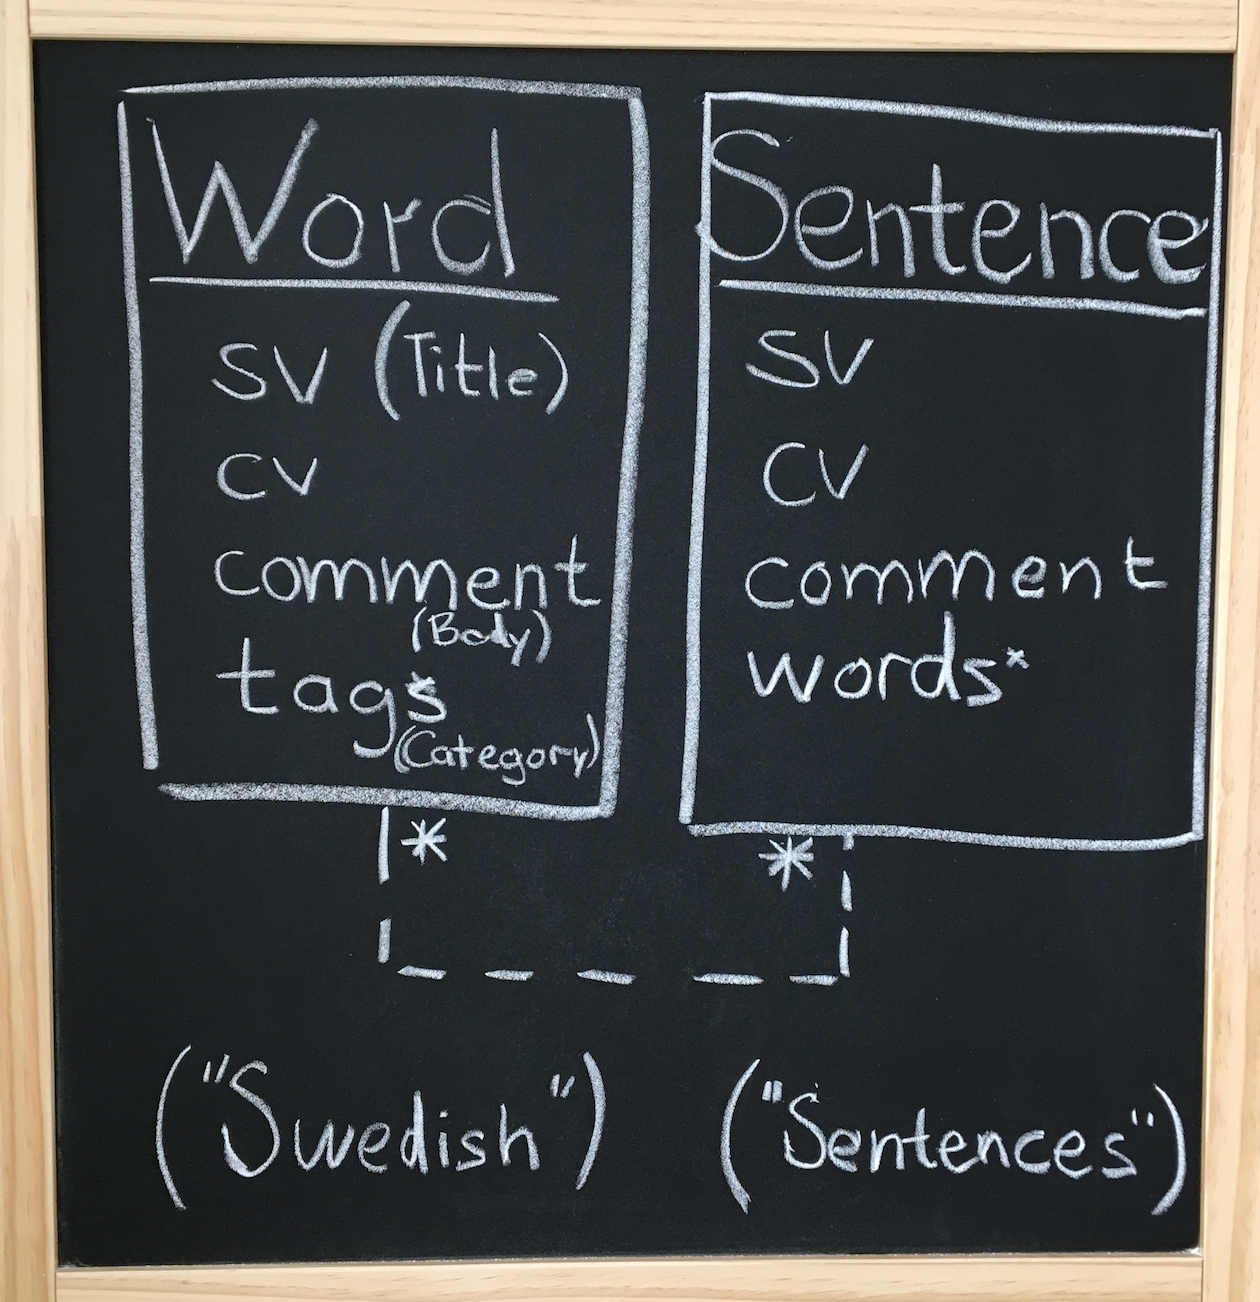 Word
sv (Title)
cv
comment
(Body)
tags*
(Category)
*
("Swedish")
Sentence
sv
cv
comment
words*
*
("Sentences")